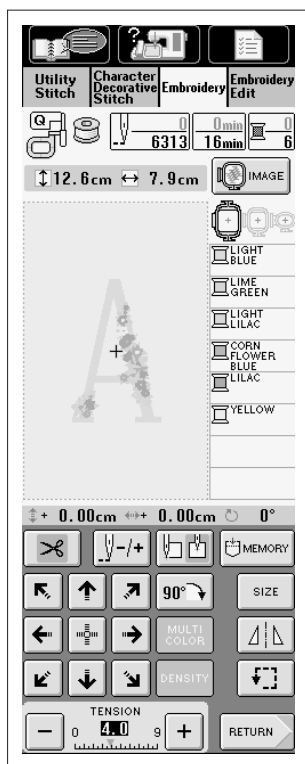 Utility Stitch
Character Decorative Stitch
Embroidery
Embroidery Edit
Q
0
6313
0min
16min
0
6
12.6cm
7.9cm
IMAGE
LIGHT BLUE
LIME GREEN
LIGHT LILAC
CORN FLOWER BLUE
LILAC
YELLOW
A
+ 0.00cm
+ 0.00cm
0°
-/+
MEMORY
90°
SIZE
MULTI COLOR
DENSITY
TENSION
- 0 4.0 9 +
RETURN